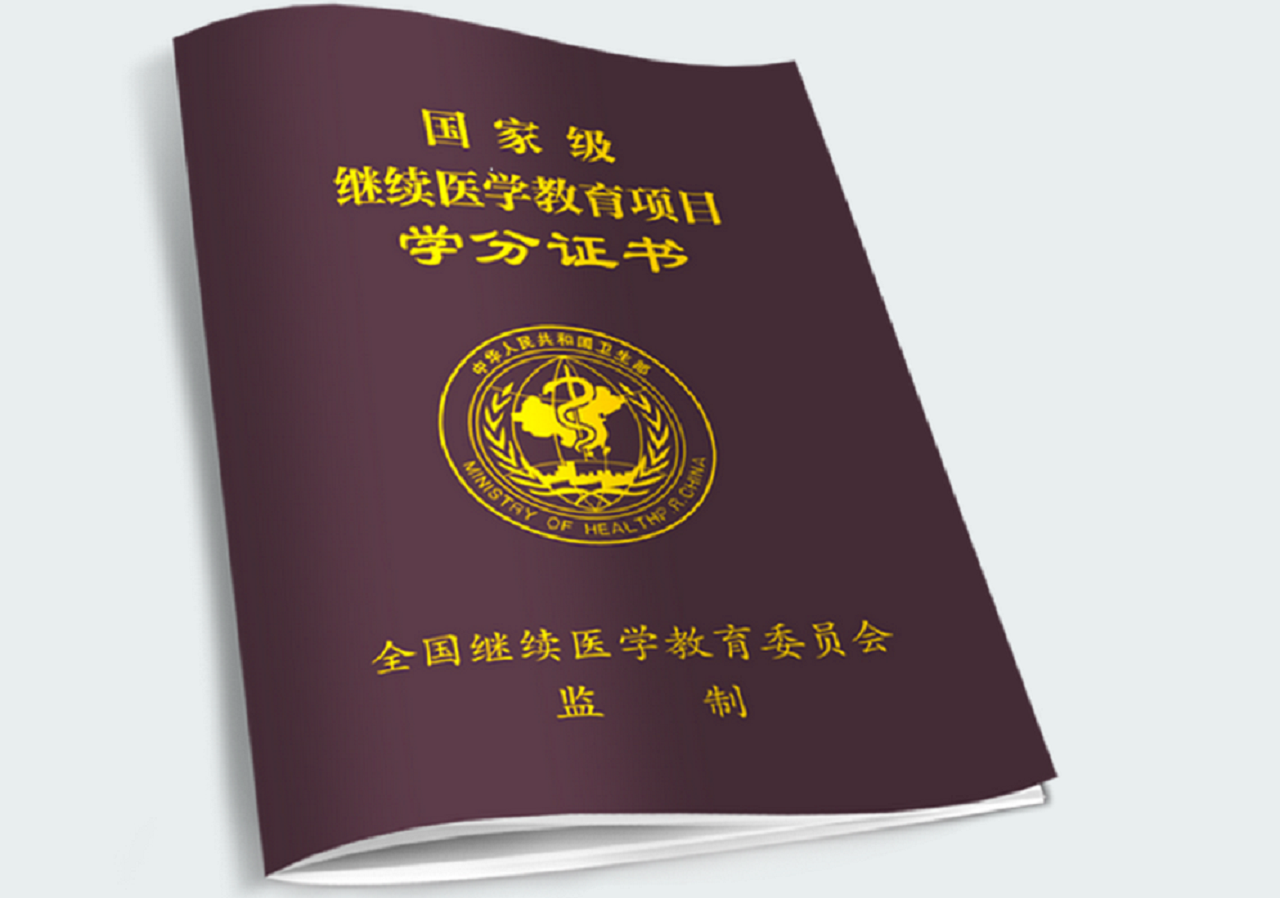 国家级
继续医学教育项目
学分证书
中华人民共和国卫生部
MINISTRY OF HEALTHP.R.CHINA
全国继续医学教育委员会
监制